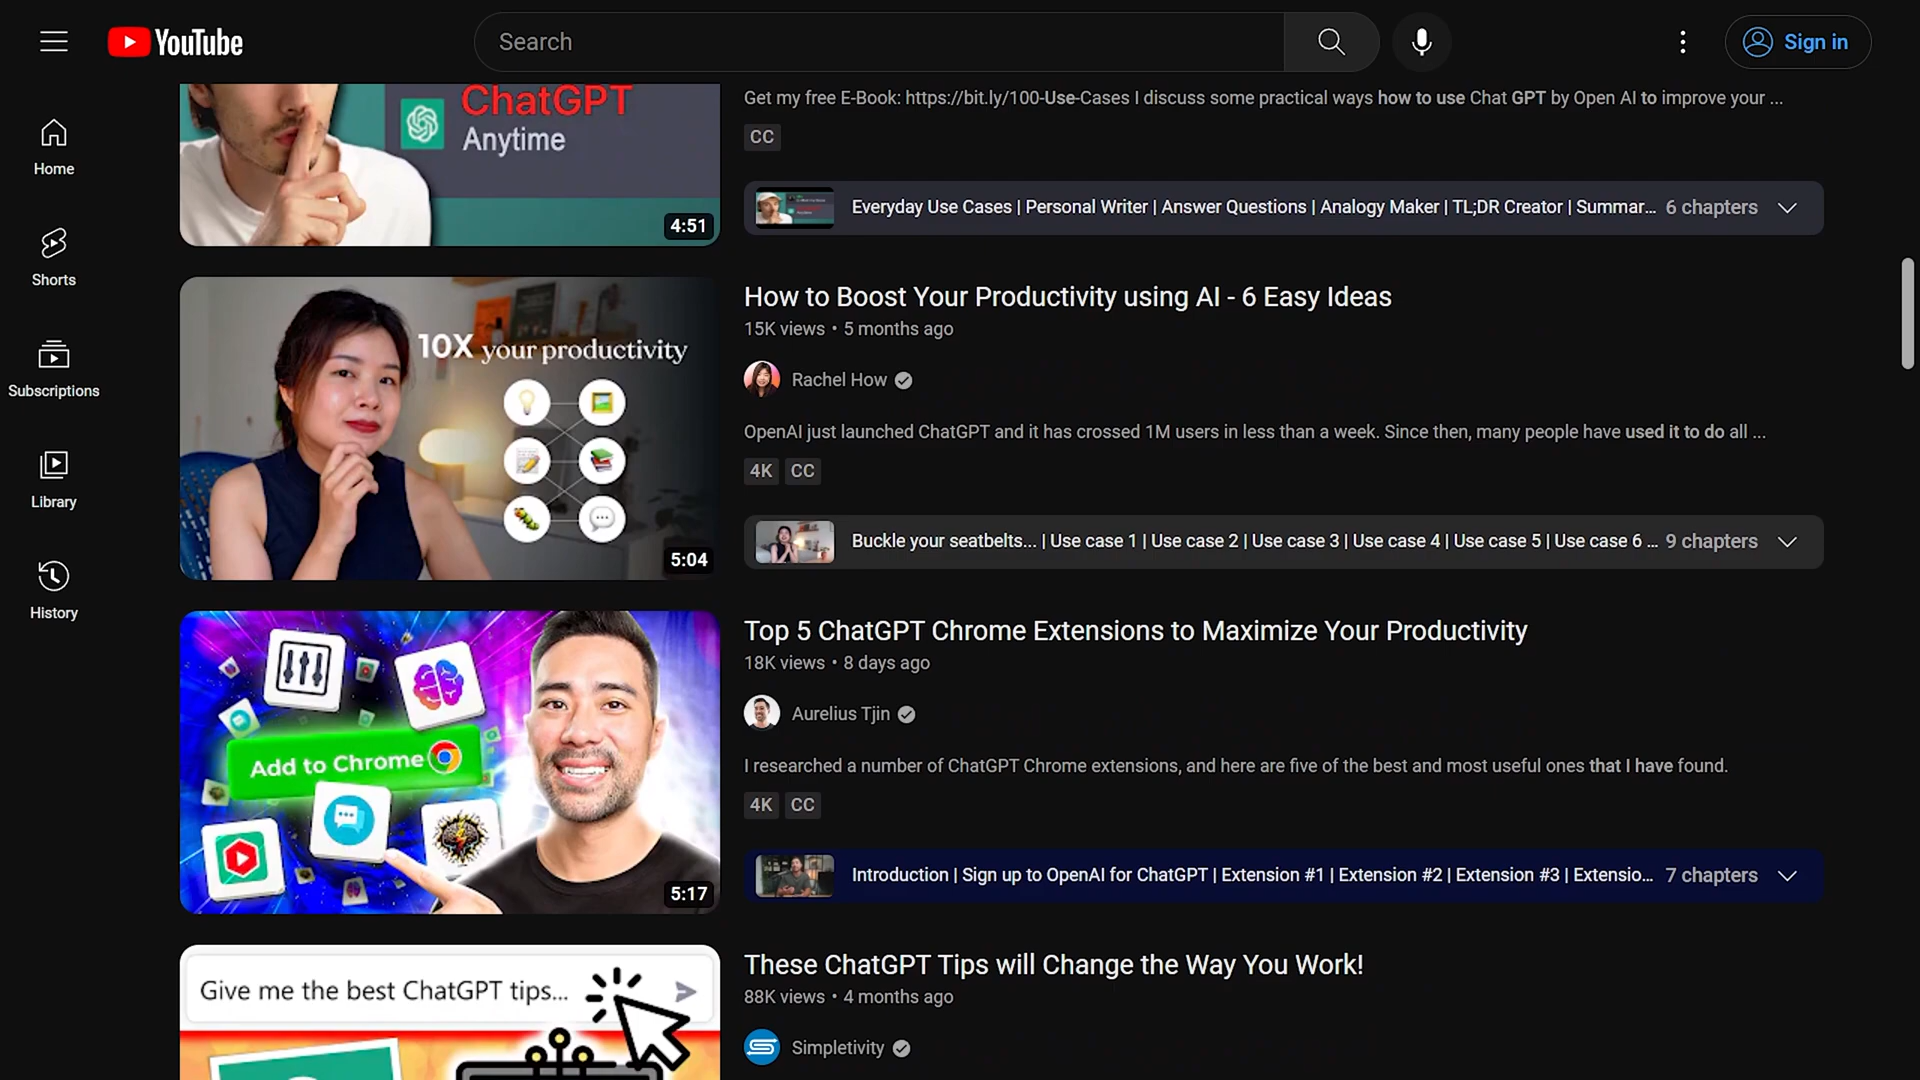 YouTube
Search
Sign in
Home
Shorts
Subscriptions
Library
History
ChatGPT
Anytime
4:51
Get my free E-Book: https://bit.ly/100-Use-Cases I discuss some practical ways how to use Chat GPT by Open AI to improve your ...
CC
Everyday Use Cases | Personal Writer | Answer Questions | Analogy Maker | TL;DR Creator | Summar... 6 chapters
10X your productivity
5:04
How to Boost Your Productivity using AI - 6 Easy Ideas
15K views • 5 months ago
Rachel How
OpenAI just launched ChatGPT and it has crossed 1M users in less than a week. Since then, many people have used it to do all ...
4K CC
Buckle your seatbelts... | Use case 1 | Use case 2 | Use case 3 | Use case 4 | Use case 5 | Use case 6 ... 9 chapters
Add to Chrome
5:17
Top 5 ChatGPT Chrome Extensions to Maximize Your Productivity
18K views • 8 days ago
Aurelius Tjin
I researched a number of ChatGPT Chrome extensions, and here are five of the best and most useful ones that I have found.
4K CC
Introduction | Sign up to OpenAI for ChatGPT | Extension #1 | Extension #2 | Extension #3 | Extensio... 7 chapters
Give me the best ChatGPT tips...
These ChatGPT Tips will Change the Way You Work!
88K views • 4 months ago
Simpletivity